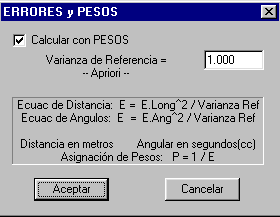 ERRORES y PESOS
Calcular con PESOS
Varianza de Referencia =
-- Apriori --
1.000
Ecuac de Distancia: E = E.Long^2 / Varianza Ref
Ecuac de Angulos: E = E.Ang^2 / Varianza Ref
Distancia en metros Angular en segundos(cc)
Asignación de Pesos: P = 1 / E
Aceptar
Cancelar